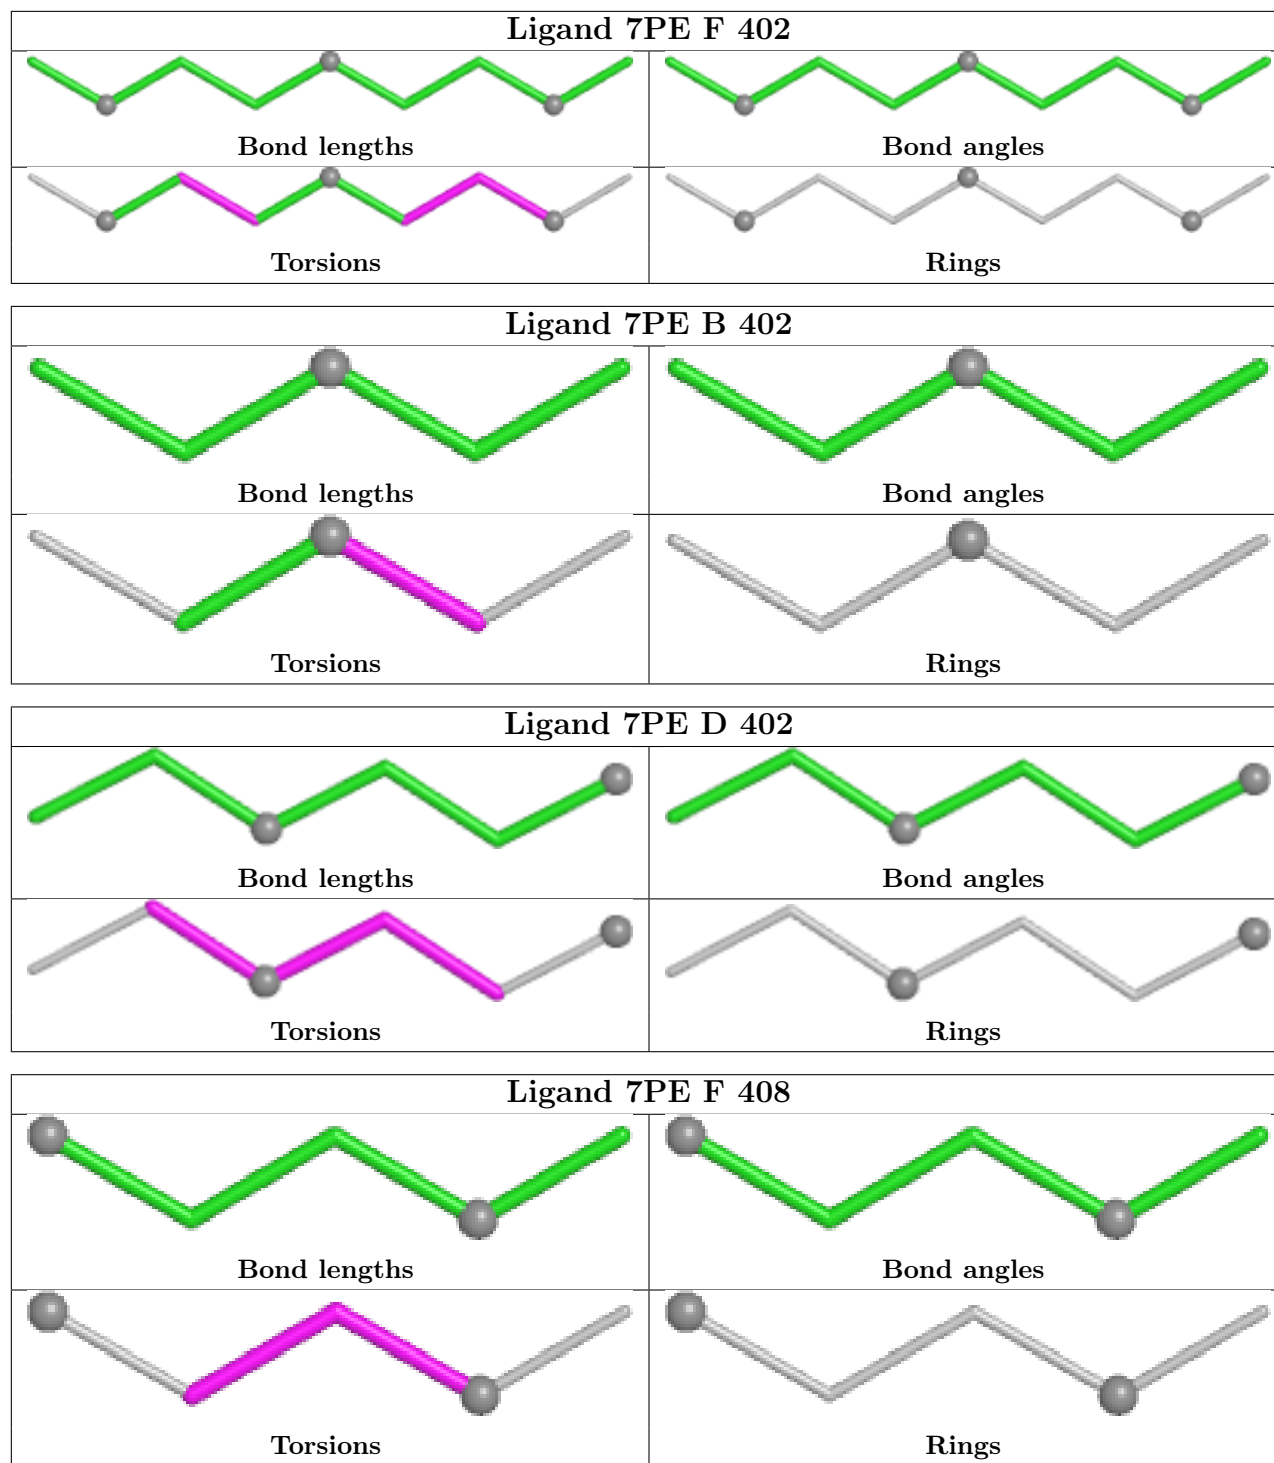 Ligand 7PE F 402
Bond lengths
Bond angles
Torsions
Rings
Ligand 7PE B 402
Bond lengths
Bond angles
Torsions
Rings
Ligand 7PE D 402
Bond lengths
Bond angles
Torsions
Rings
Ligand 7PE F 408
Bond lengths
Bond angles
Torsions
Rings